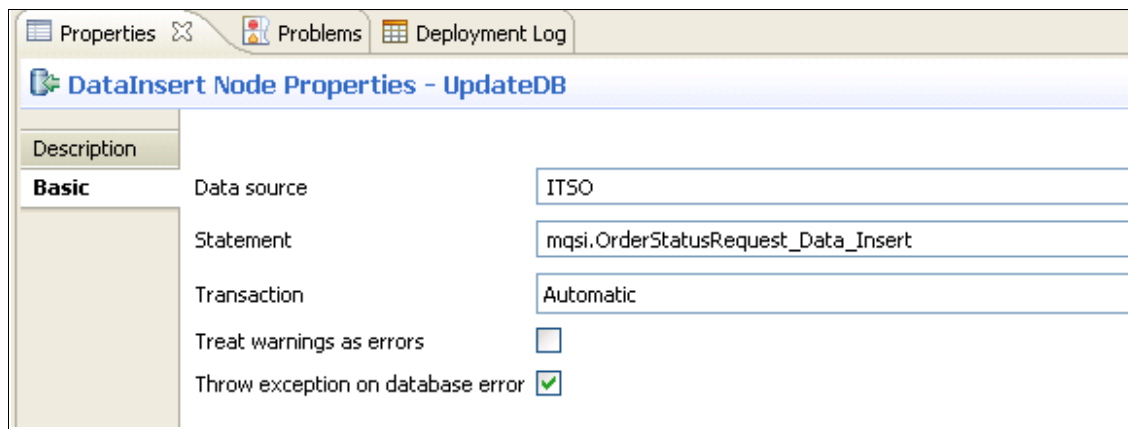 Properties Problems Deployment Log
DataInsert Node Properties - UpdateDB
Description
Basic Data source ITSO
Statement mqsi.OrderStatusRequest_Data_Insert
Transaction Automatic
Treat warnings as errors
Throw exception on database error